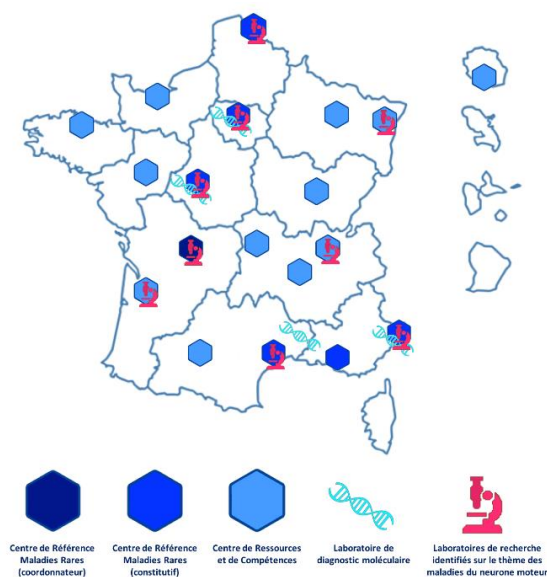 Centre de Référence
Maladies Rares
(coordonnateur)
Centre de Référence
Maladies Rares
(constitutif)
Centre de Ressources
et de Compétences
Laboratoire de
diagnostic moléculaire
Laboratoires de recherche
identifiés sur le thème des
maladies du neurone moteur